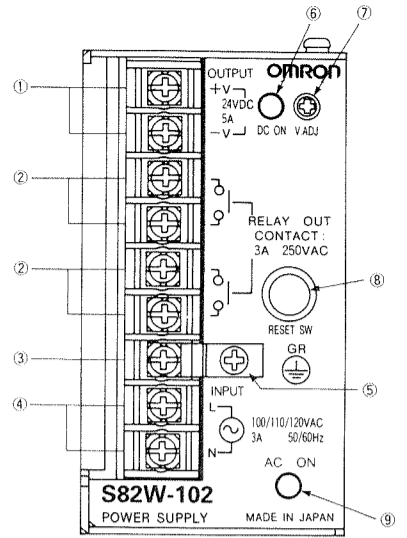 ⑥ ⑦
OUTPUT OMRON
① +V
24VDC
5A
−V DC ON V.ADJ
②
RELAY OUT
CONTACT:
3A 250VAC
②
⑧
RESET SW
③ GR
⑤
INPUT
④ L
100/110/120VAC
3A 50/60Hz
N
AC ON
S82W-102
⑨
POWER SUPPLY MADE IN JAPAN